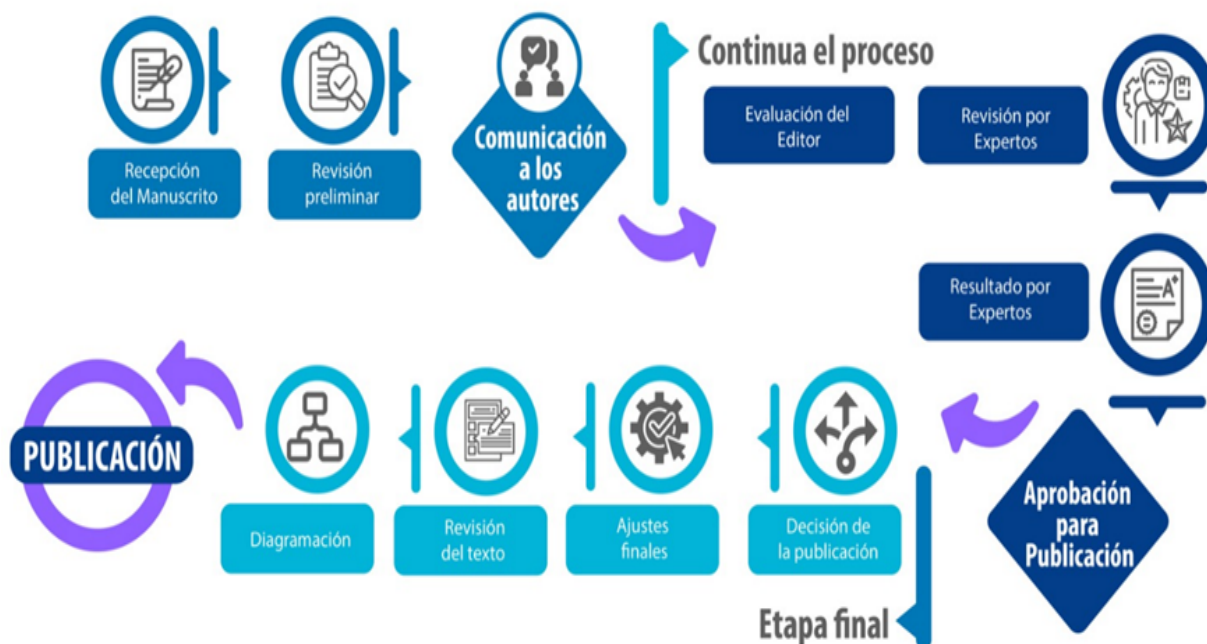 Recepción
del Manuscrito
Revisión
preliminar
Comunicación
a los
autores
Continua el proceso
Evaluación del
Editor
Revisión por
Expertos
Resultado por
Expertos
A+
Aprobación
para
Publicación
Etapa final
Decisión de
la publicación
Ajustes
finales
Revisión
del texto
Diagramación
PUBLICACIÓN